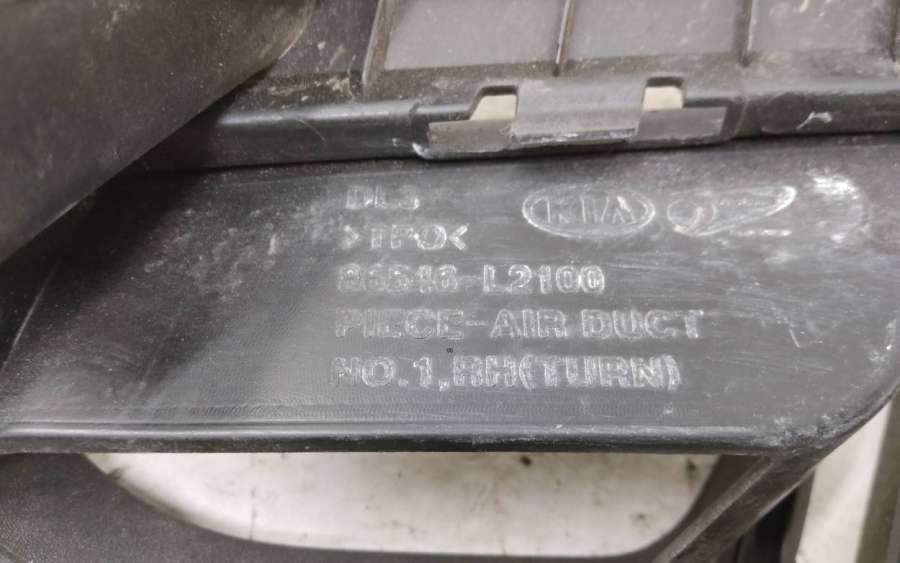 DL3
KIA
>TPO<
86546-L2100
PIECE-AIR DUCT
NO.1,RH(TURN)